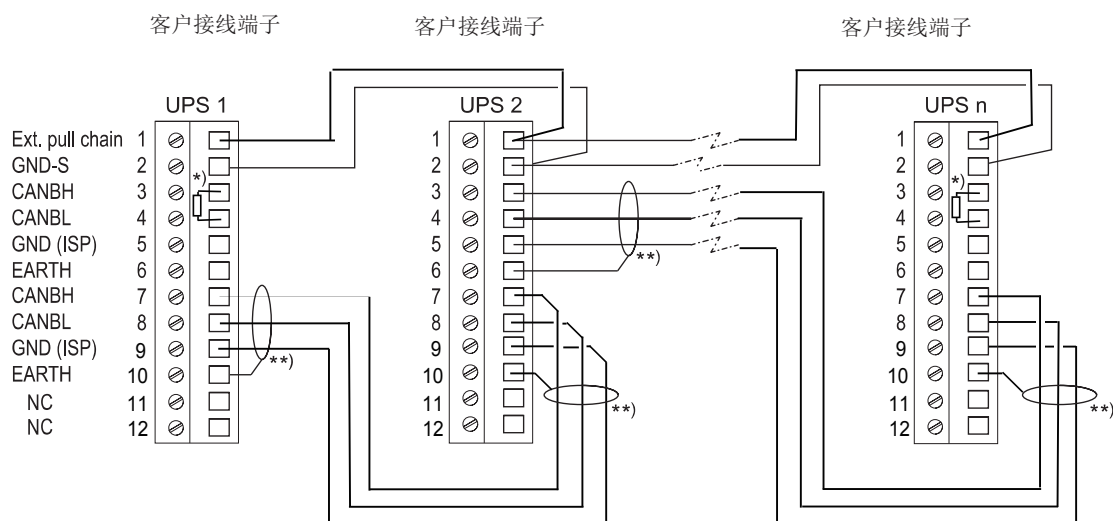 客户接线端子
客户接线端子
客户接线端子
UPS 1
UPS 2
UPS n
Ext. pull chain 1
GND-S 2
CANBH 3
CANBL 4
GND (ISP) 5
EARTH 6
CANBH 7
CANBL 8
GND (ISP) 9
EARTH 10
NC 11
NC 12
*)
**)
1
2
3
4
5
6
7
8
9
10
11
12
**)
**)
1
2
3
4
5
6
7
8
9
10
11
12
*)
**)